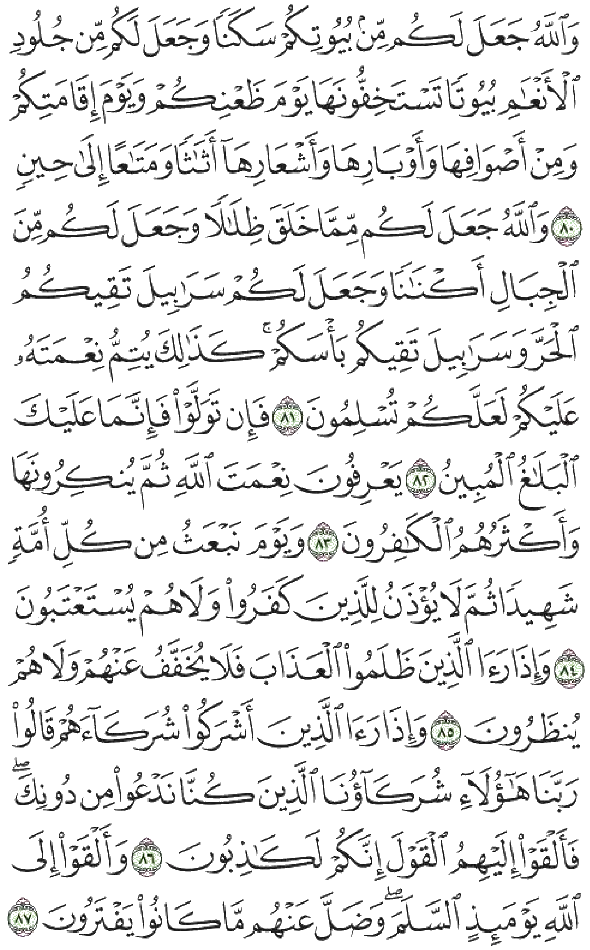 وَٱللَّهُ جَعَلَ لَكُم مِّنۢ بُيُوتِكُمْ سَكَنًا وَجَعَلَ لَكُم مِّن جُلُودِ
ٱلْأَنْعَـٰمِ بُيُوتًا تَسْتَخِفُّونَهَا يَوْمَ ظَعْنِكُمْ وَيَوْمَ إِقَامَتِكُمْ
وَمِنْ أَصْوَافِهَا وَأَوْبَارِهَا وَأَشْعَارِهَآ أَثَـٰثًا وَمَتَـٰعًا إِلَىٰ حِينٍ
٨٠ وَٱللَّهُ جَعَلَ لَكُم مِّمَّا خَلَقَ ظِلَـٰلًا وَجَعَلَ لَكُم مِّنَ
ٱلْجِبَالِ أَكْنَـٰنًا وَجَعَلَ لَكُمْ سَرَٰبِيلَ تَقِيكُمُ
ٱلْحَرَّ وَسَرَٰبِيلَ تَقِيكُم بَأْسَكُمْ ۚ كَذَٰلِكَ يُتِمُّ نِعْمَتَهُۥ
عَلَيْكُمْ لَعَلَّكُمْ تُسْلِمُونَ ٨١ فَإِن تَوَلَّوْا۟ فَإِنَّمَا عَلَيْكَ
ٱلْبَلَـٰغُ ٱلْمُبِينُ ٨٢ يَعْرِفُونَ نِعْمَتَ ٱللَّهِ ثُمَّ يُنكِرُونَهَا
وَأَكْثَرُهُمُ ٱلْكَـٰفِرُونَ ٨٣ وَيَوْمَ نَبْعَثُ مِن كُلِّ أُمَّةٍ
شَهِيدًا ثُمَّ لَا يُؤْذَنُ لِلَّذِينَ كَفَرُوا۟ وَلَا هُمْ يُسْتَعْتَبُونَ
٨٤ وَإِذَا رَءَا ٱلَّذِينَ ظَلَمُوا۟ ٱلْعَذَابَ فَلَا يُخَفَّفُ عَنْهُمْ وَلَا هُمْ
يُنظَرُونَ ٨٥ وَإِذَا رَءَا ٱلَّذِينَ أَشْرَكُوا۟ شُرَكَآءَهُمْ قَالُوا۟
رَبَّنَا هَـٰٓؤُلَآءِ شُرَكَآؤُنَا ٱلَّذِينَ كُنَّا نَدْعُوا۟ مِن دُونِكَ ۖ
فَأَلْقَوْا۟ إِلَيْهِمُ ٱلْقَوْلَ إِنَّكُمْ لَكَـٰذِبُونَ ٨٦ وَأَلْقَوْا۟ إِلَى
ٱللَّهِ يَوْمَئِذٍ ٱلسَّلَمَ ۖ وَضَلَّ عَنْهُم مَّا كَانُوا۟ يَفْتَرُونَ ٨٧